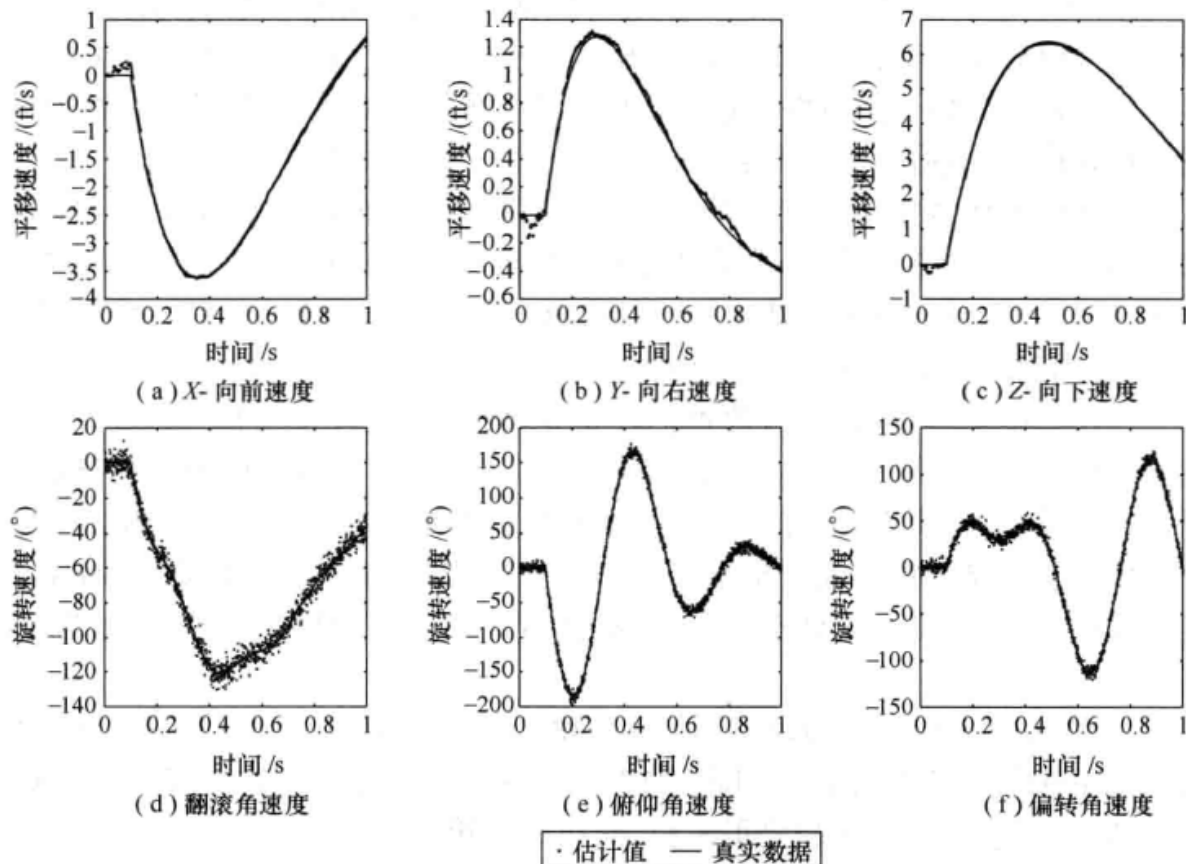 1
0.5
0
−3.5
−1
−1.5
−2
−2.5
−3
−3.5
−4
平移速度 /(ft/s)
0 0.2 0.4 0.6 0.8 1
时间 /s
( a ) X- 向前速度
1.4
1.2
1
0.8
0.6
0.4
1.2
0
−0.2
−0.4
−0.6
平移速度 /(ft/s)
0 0.2 0.4 0.6 0.8 1
时间 /s
( b ) Y- 向右速度
7
6
5
4
3
2
1
0
−1
平移速度 /(ft/s)
0 0.2 0.4 0.6 0.8 1
时间 /s
( c ) Z- 向下速度
20
0
−20
−40
−60
−80
−100
−120
−140
旋转速度 /(°)
0 0.2 0.4 0.6 0.8 1
时间 /s
( d ) 翻滚角速度
200
150
100
50
0
−50
−100
−150
−200
旋转速度 /(°)
0 0.2 0.4 0.6 0.8 1
时间 /s
( e ) 俯仰角速度
150
100
50
0
−50
−100
−150
旋转速度 /(°)
0 0.2 0.4 0.6 0.8 1
时间 /s
( f ) 偏转角速度
· 估计值 — 真实数据